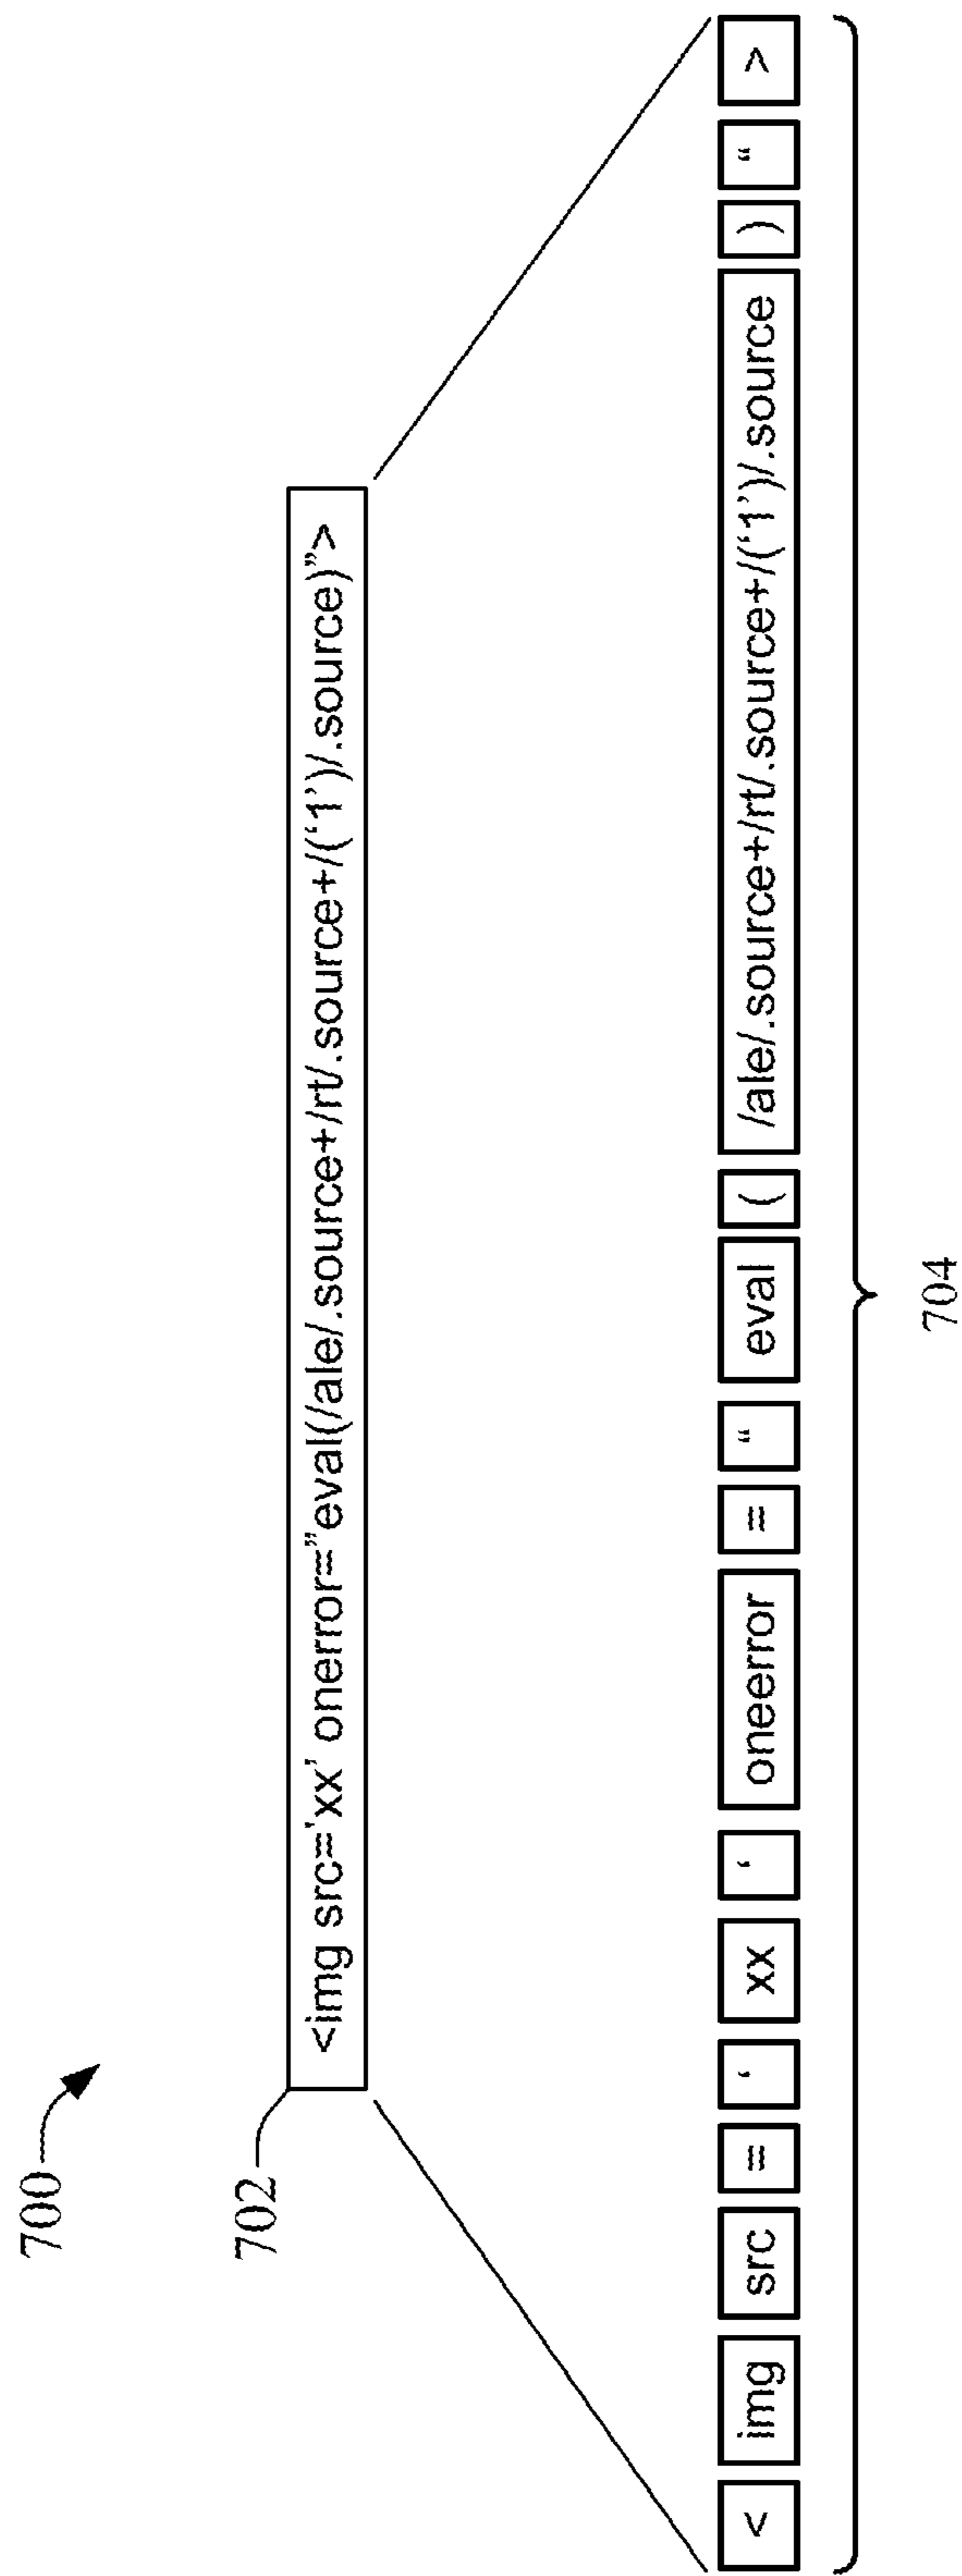 700
702
<img src='xx’ onerror=”eval(/ale/.source+/rt/.source+/(‘1’)/.source)”>
< img src = ’ xx ’ oneerror = ” eval ( /ale/.source+/rt/.source+/(‘1’)/.source ) ” >
704